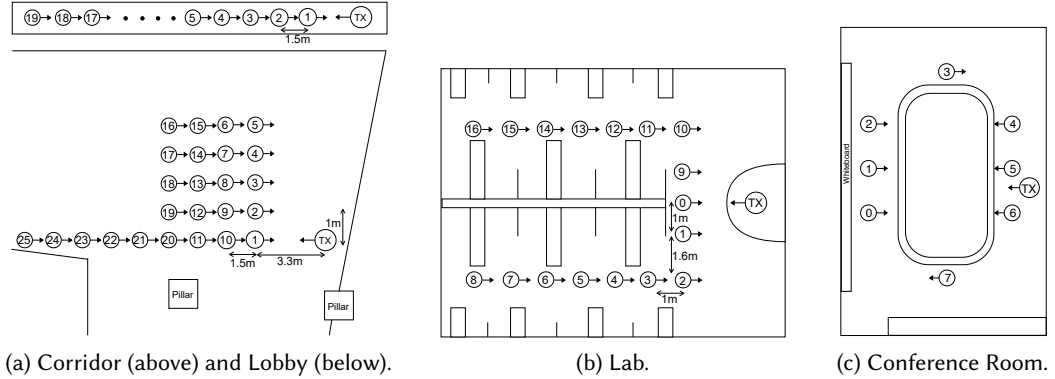 19 18 17 5 4 3 2 1 TX
1.5m
16 15 6 5
17 14 7 4
18 13 8 3
19 12 9 2
1m
25 24 23 22 21 20 11 10 1 TX
1.5m 3.3m
Pillar
Pillar
(a) Corridor (above) and Lobby (below).
16 15 14 13 12 11 10
9
0 TX
1m
1
1.6m
8 7 6 5 4 3 2
1m
(b) Lab.
3
2 4
Whiteboard
1 5
TX
0 6
7
(c) Conference Room.